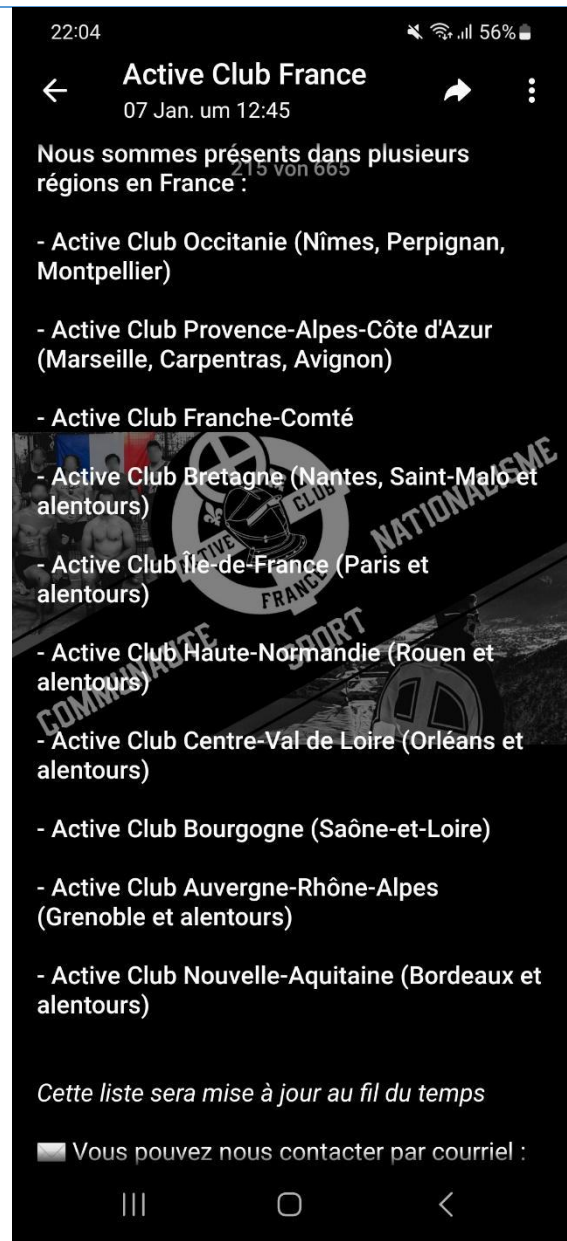 22:04
56%
Active Club France
07 Jan. um 12:45
Nous sommes présents dans plusieurs
215 von 665
régions en France :
- Active Club Occitanie (Nîmes, Perpignan,
Montpellier)
- Active Club Provence-Alpes-Côte d'Azur
(Marseille, Carpentras, Avignon)
- Active Club Franche-Comté
- Active Club Bretagne (Nantes, Saint-Malo et
alentours)
- Active Club Île-de-France (Paris et
alentours)
- Active Club Haute-Normandie (Rouen et
alentours)
- Active Club Centre-Val de Loire (Orléans et
alentours)
- Active Club Bourgogne (Saône-et-Loire)
- Active Club Auvergne-Rhône-Alpes
(Grenoble et alentours)
- Active Club Nouvelle-Aquitaine (Bordeaux et
alentours)
Cette liste sera mise à jour au fil du temps
Vous pouvez nous contacter par courriel :
ACTIVE CLUB
FRANCE
COMMUNAUTE
SPORT
NATIONALISME